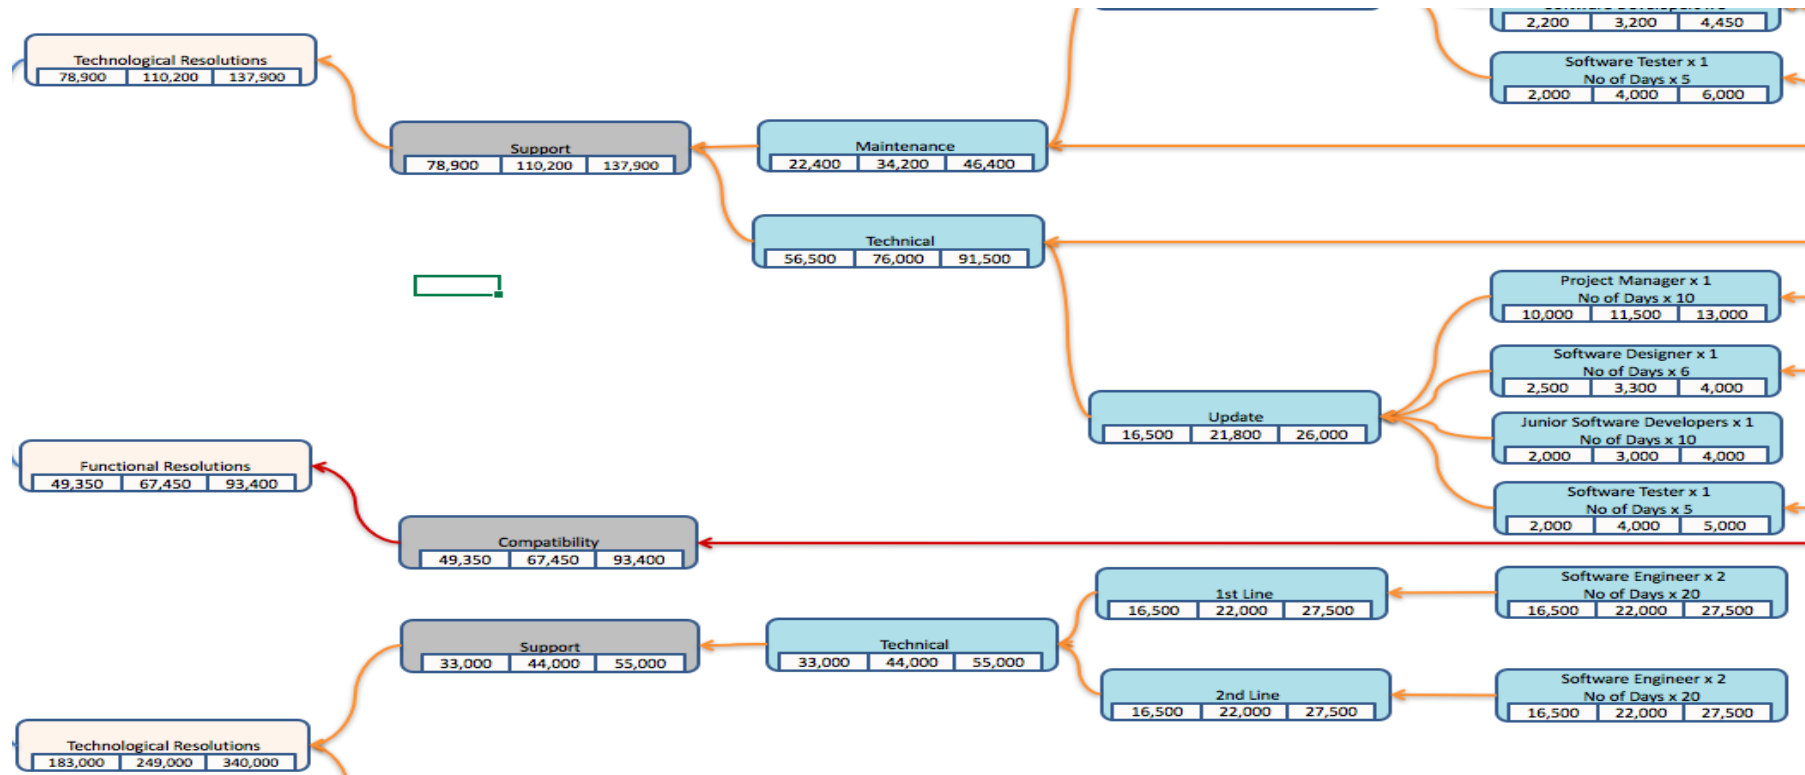 2,200 3,200 4,450
Software Tester x 1
No of Days x 5
2,000 4,000 6,000
Technological Resolutions
78,900 110,200 137,900
Support
78,900 110,200 137,900
Maintenance
22,400 34,200 46,400
Technical
56,500 76,000 91,500
Project Manager x 1
No of Days x 10
10,000 11,500 13,000
Software Designer x 1
No of Days x 6
2,500 3,300 4,000
Update
16,500 21,800 26,000
Junior Software Developers x 1
No of Days x 10
2,000 3,000 4,000
Software Tester x 1
No of Days x 5
2,000 4,000 5,000
Functional Resolutions
49,350 67,450 93,400
Compatibility
49,350 67,450 93,400
1st Line
16,500 22,000 27,500
Software Engineer x 2
No of Days x 20
16,500 22,000 27,500
Support
33,000 44,000 55,000
Technical
33,000 44,000 55,000
2nd Line
16,500 22,000 27,500
Software Engineer x 2
No of Days x 20
16,500 22,000 27,500
Technological Resolutions
183,000 249,000 340,000